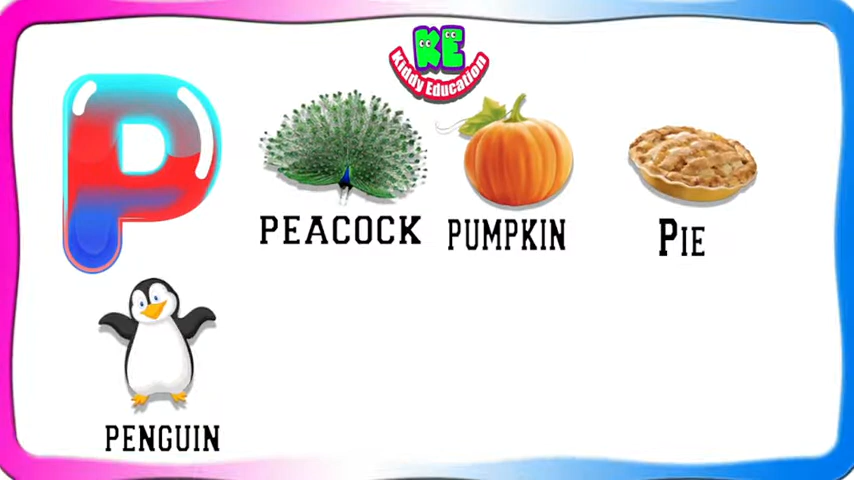 KE
Kiddy Education
P
PEACOCK
PUMPKIN
PIE
PENGUIN